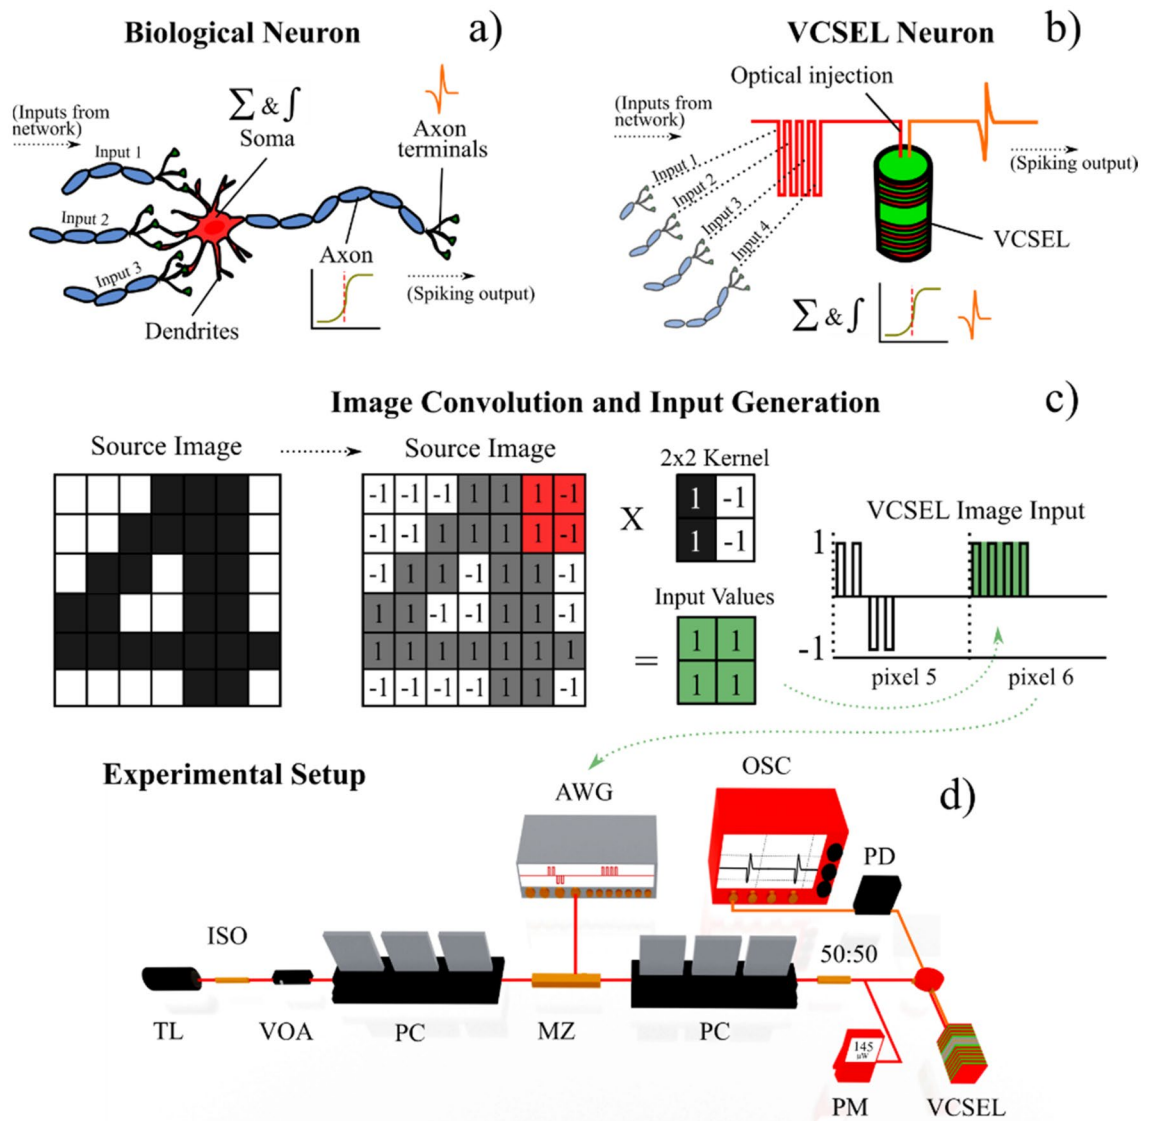 Biological Neuron
a)
(Inputs from
network)
∑ & ∫
Soma
Axon
terminals
Input 1
Input 2
Input 3
Axon
(Spiking output)
Dendrites
VCSEL Neuron
b)
Optical injection
(Inputs from
network)
Input 1
Input 2
Input 3
Input 4
(Spiking output)
VCSEL
∑ & ∫
Image Convolution and Input Generation
c)
Source Image
Source Image
-1 -1 -1 1 1 1 -1
-1 -1 1 1 1 1 -1
-1 1 1 -1 1 1 -1
1 1 -1 -1 1 1 -1
1 1 1 1 1 1 1
-1 -1 -1 -1 1 1 -1
X
2x2 Kernel
1 -1
1 -1
=
Input Values
1 1
1 1
VCSEL Image Input
1
-1
pixel 5
pixel 6
Experimental Setup
d)
AWG
OSC
PD
ISO
50:50
TL
VOA
PC
MZ
PC
145
μW
PM
VCSEL